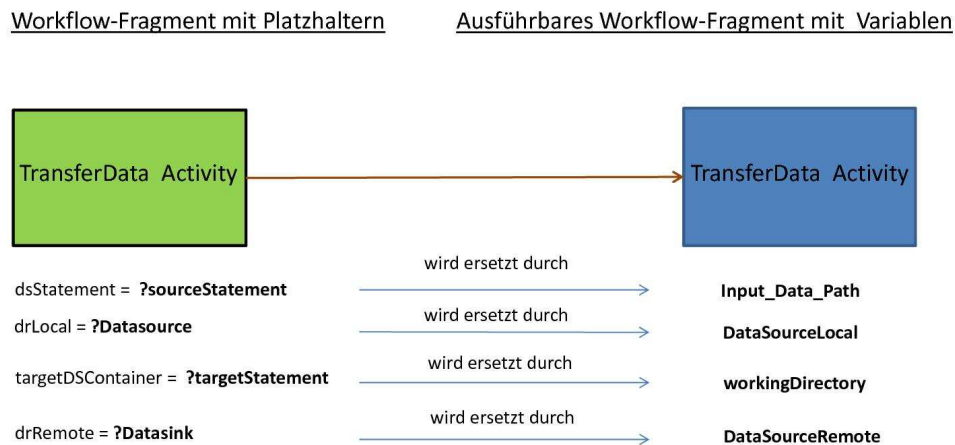 Workflow-Fragment mit Platzhaltern
Ausführbares Workflow-Fragment mit Variablen
TransferData Activity
TransferData Activity
dsStatement = ?sourceStatement
wird ersetzt durch
Input_Data_Path
drLocal = ?Datasource
wird ersetzt durch
DataSourceLocal
targetDSContainer = ?targetStatement
wird ersetzt durch
workingDirectory
drRemote = ?Datasink
wird ersetzt durch
DataSourceRemote